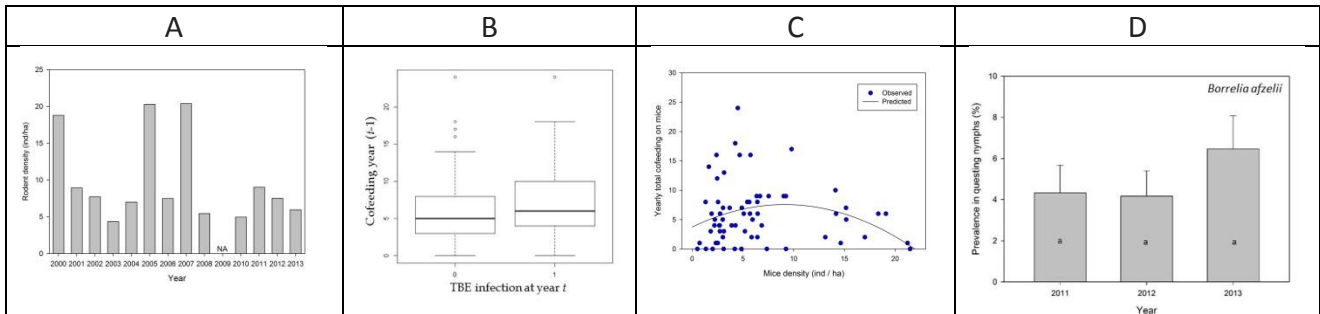 A
B
C
D
25
20
15
10
5
0
Rodent density (ind/ha)
NA
2000 2001 2002 2003 2004 2005 2006 2007 2008 2009 2010 2011 2012 2013
Year
Cofeeding year (t-1)
20
15
10
5
0
0 1
TBE infection at year t
30
25
20
15
10
5
0
Yearly total cofeeding on mice
Observed
Predicted
0 5 10 15 20
Mice density (ind / ha)
Borrelia afzelii
10
8
6
4
2
0
Prevalence in questing nymphs (%)
a a a
2011 2012 2013
Year